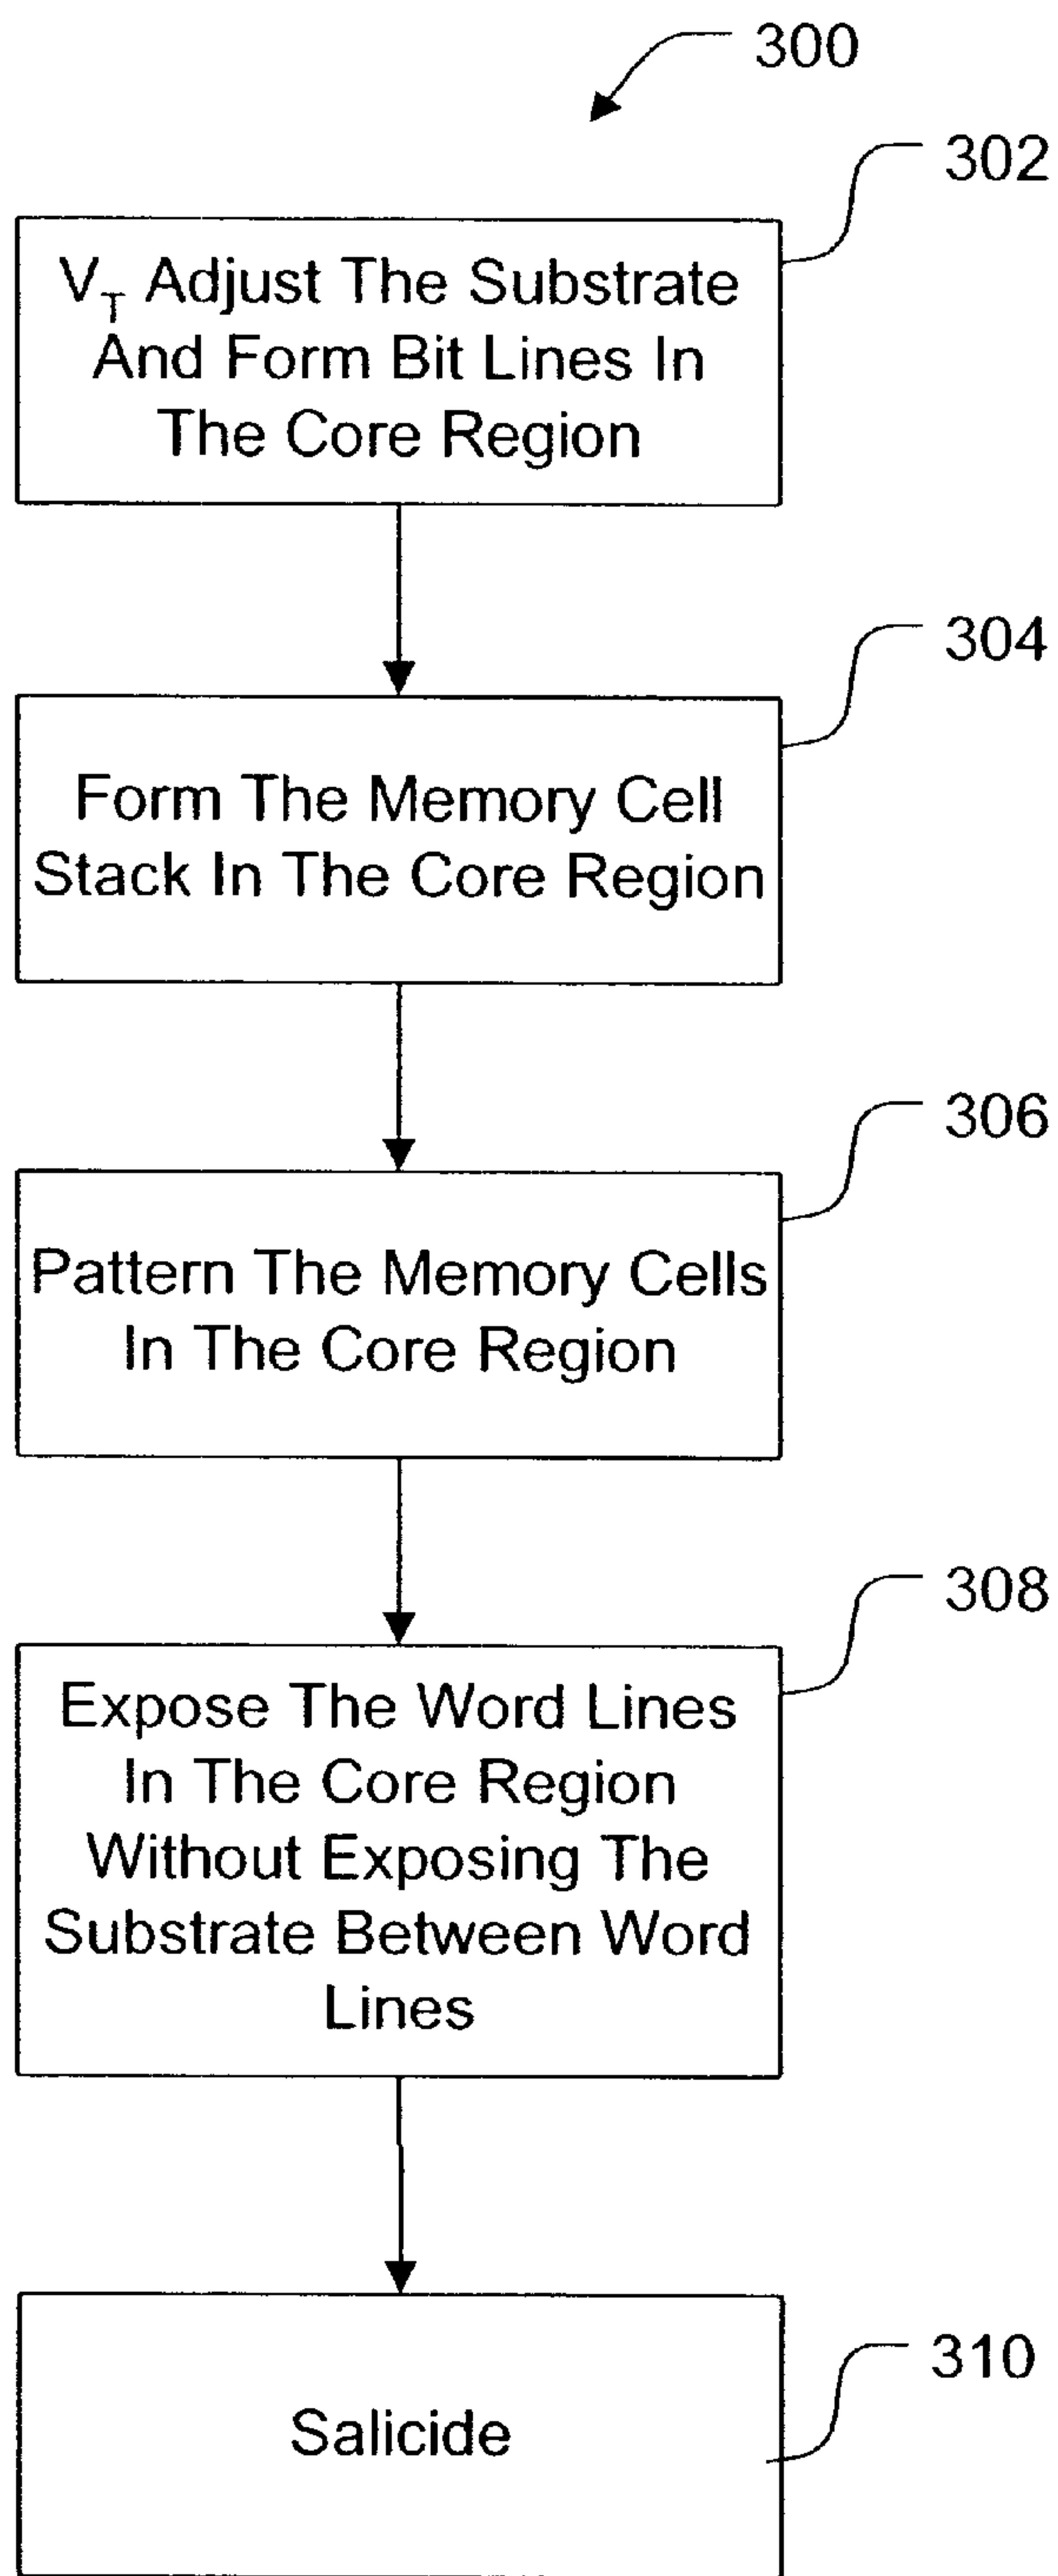 300
302
V_T Adjust The Substrate
And Form Bit Lines In
The Core Region
304
Form The Memory Cell
Stack In The Core Region
306
Pattern The Memory Cells
In The Core Region
308
Expose The Word Lines
In The Core Region
Without Exposing The
Substrate Between Word
Lines
310
Salicide